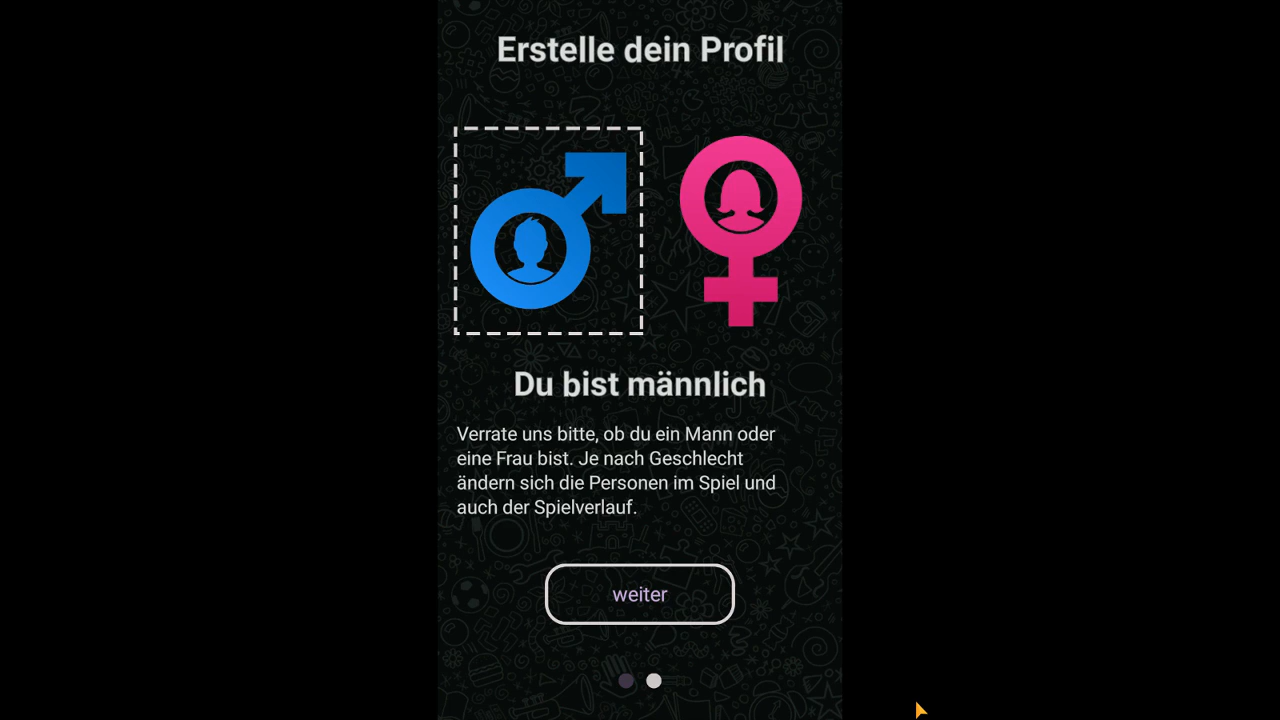 Erstelle dein Profil
Du bist männlich
Verrate uns bitte, ob du ein Mann oder
eine Frau bist. Je nach Geschlecht
ändern sich die Personen im Spiel und
auch der Spielverlauf.
weiter